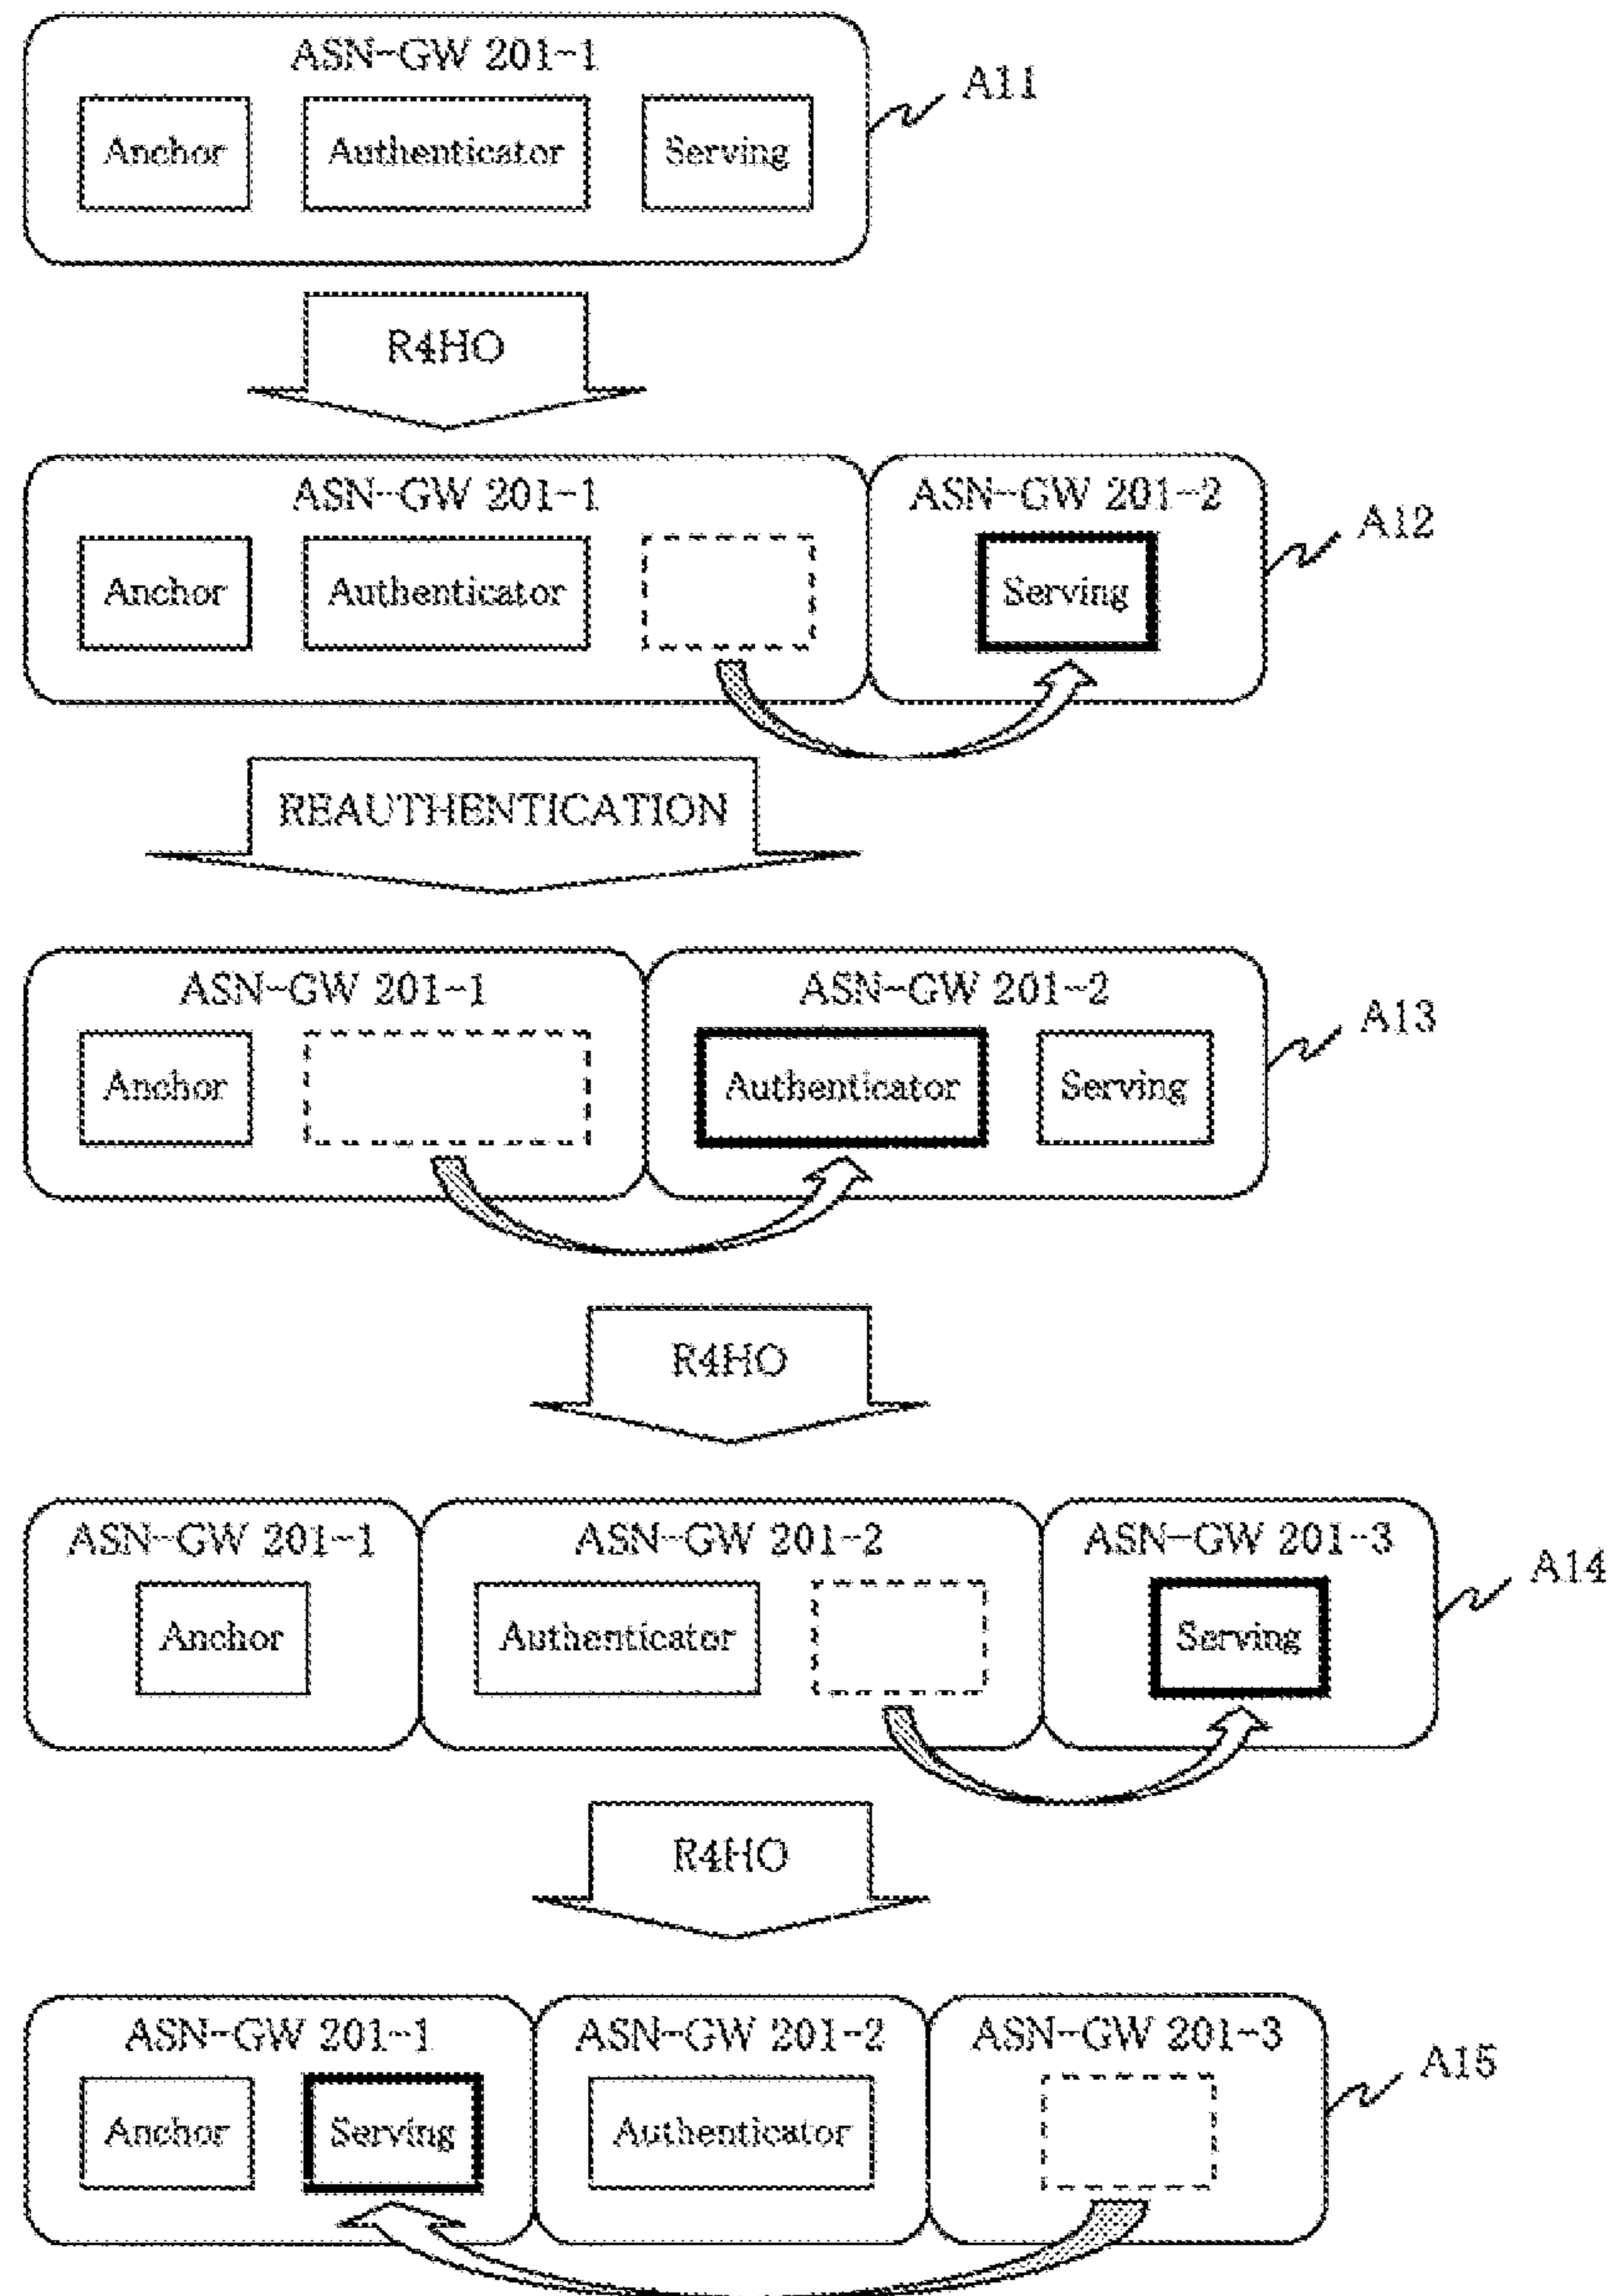 ASN-GW 201-1
A11
Anchor Authenticator Serving
R4HO
ASN-GW 201-1 ASN-GW 201-2
A12
Anchor Authenticator Serving
REAUTHENTICATION
ASN-GW 201-1 ASN-GW 201-2
A13
Anchor Authenticator Serving
R4HO
ASN-GW 201-1 ASN-GW 201-2 ASN-GW 201-3
A14
Anchor Authenticator Serving
R4HO
ASN-GW 201-1 ASN-GW 201-2 ASN-GW 201-3
A15
Anchor Serving Authenticator